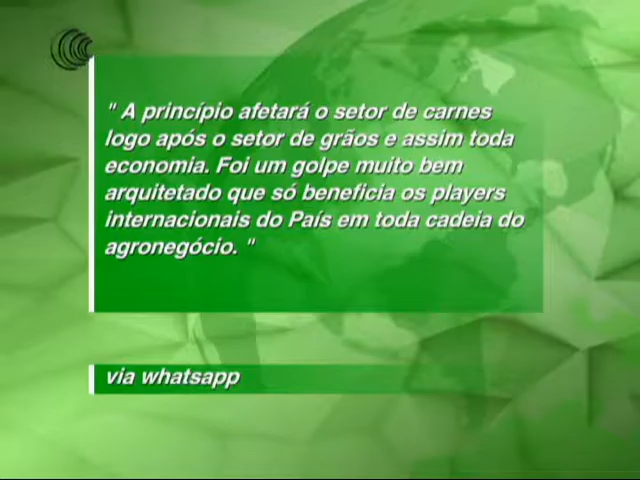 " A princípio afetará o setor de carnes
logo após o setor de grãos e assim toda
economia. Foi um golpe muito bem
arquitetado que só beneficia os players
internacionais do País em toda cadeia do
agronegócio. "
via whatsapp